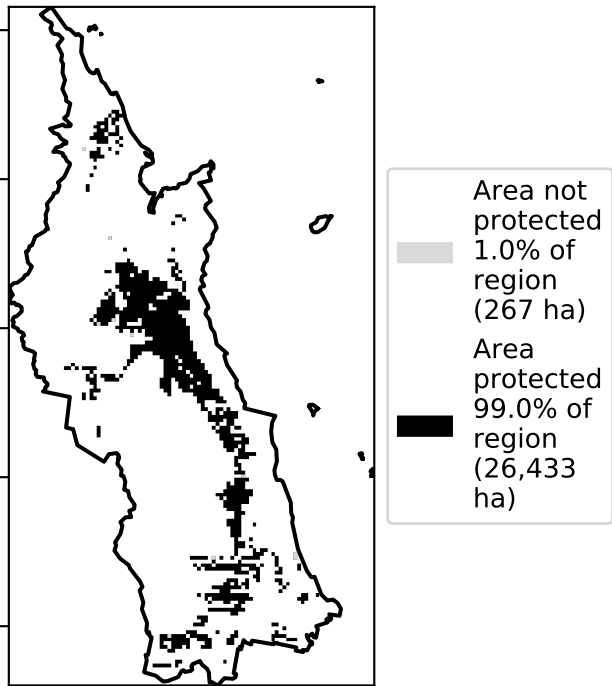 Area not
protected
1.0% of
region
(267 ha)
Area
protected
99.0% of
region
(26,433
ha)